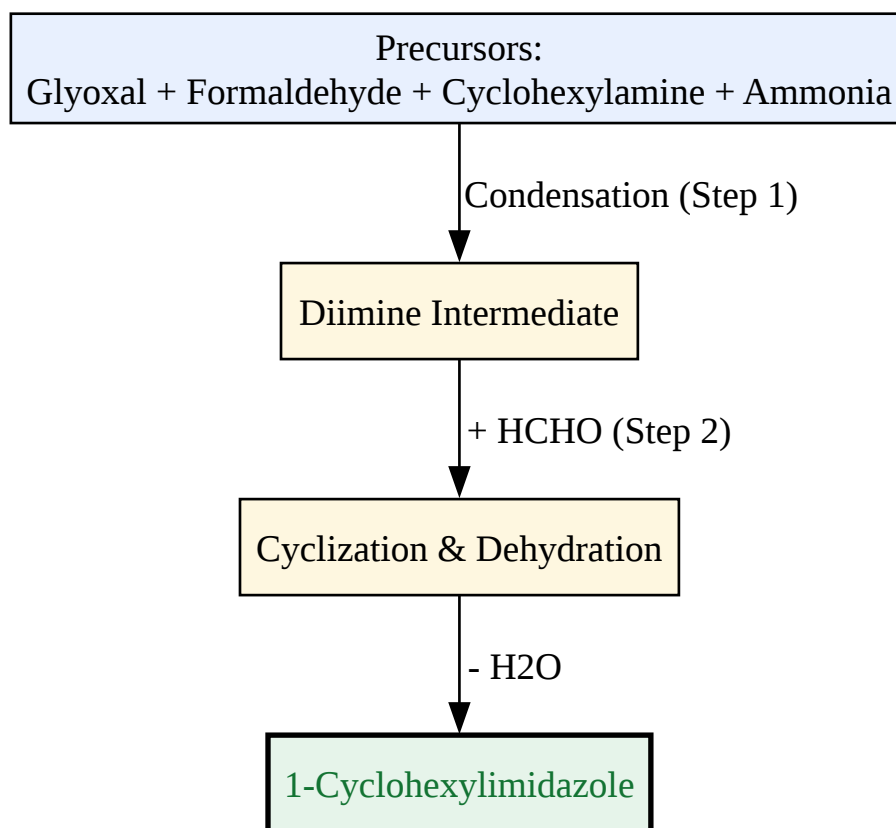 Precursors:
Glyoxal + Formaldehyde + Cyclohexylamine + Ammonia
Condensation (Step 1)
Diimine Intermediate
+ HCHO (Step 2)
Cyclization & Dehydration
- H2O
1-Cyclohexylimidazole